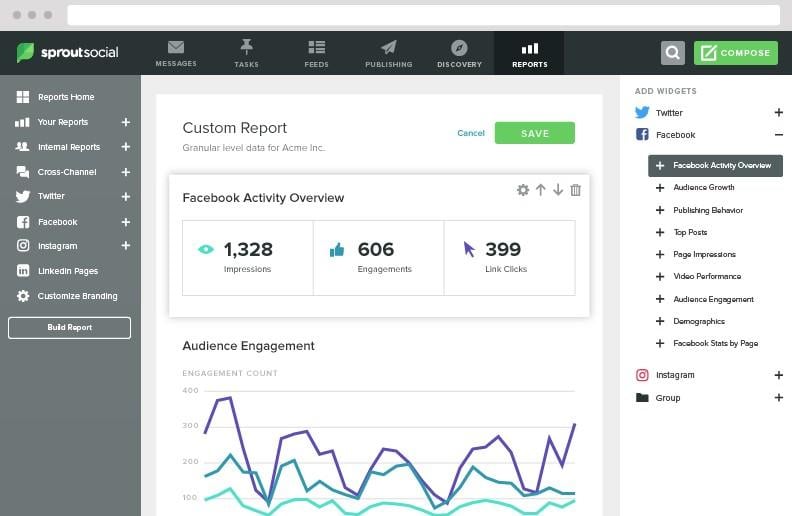 sproutsocial
MESSAGES
TASKS
FEEDS
PUBLISHING
DISCOVERY
REPORTS
COMPOSE
Reports Home
Your Reports
Internal Reports
Cross-Channel
Twitter
Facebook
Instagram
LinkedIn Pages
Customize Branding
Build Report
Custom Report
Granular level data for Acme Inc.
Cancel
SAVE
Facebook Activity Overview
1,328
Impressions
606
Engagements
399
Link Clicks
Audience Engagement
ENGAGEMENT COUNT
400
300
200
100
ADD WIDGETS
Twitter
Facebook
Facebook Activity Overview
Audience Growth
Publishing Behavior
Top Posts
Page Impressions
Video Performance
Audience Engagement
Demographics
Facebook Stats by Page
Instagram
Group